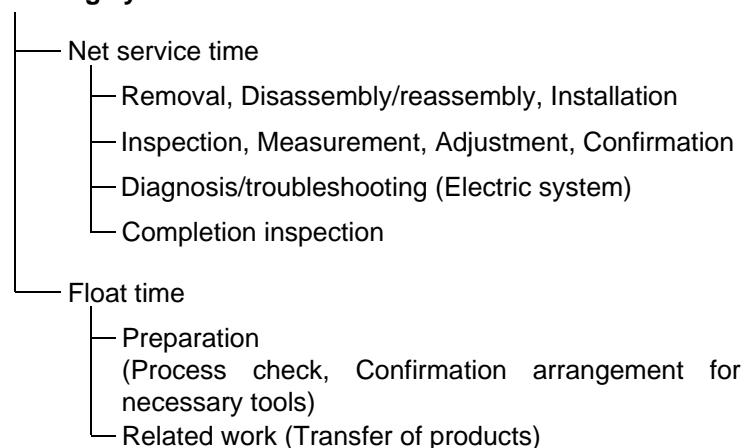 Net service time
Removal, Disassembly/reassembly, Installation
Inspection, Measurement, Adjustment, Confirmation
Diagnosis/troubleshooting (Electric system)
Completion inspection
Float time
Preparation
(Process check, Confirmation arrangement for
necessary tools)
Related work (Transfer of products)